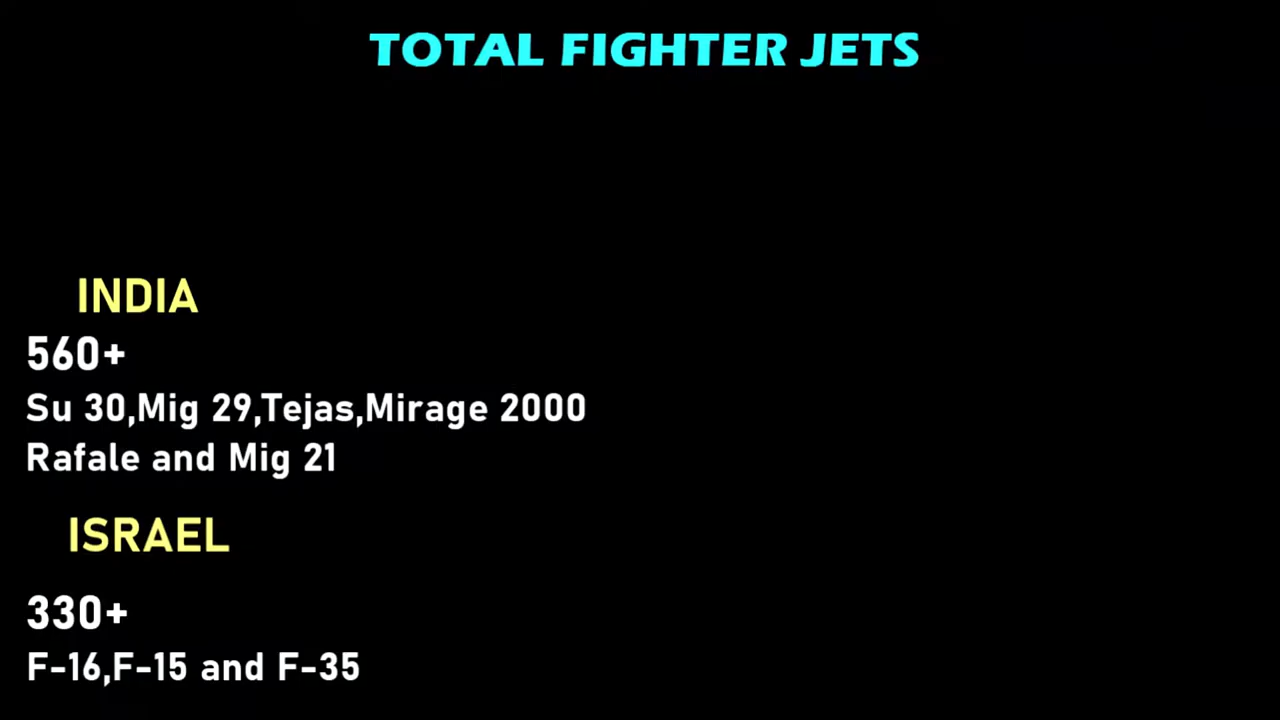 TOTAL FIGHTER JETS
INDIA
560+
Su 30,Mig 29,Tejas,Mirage 2000
Rafale and Mig 21
ISRAEL
330+
F-16,F-15 and F-35